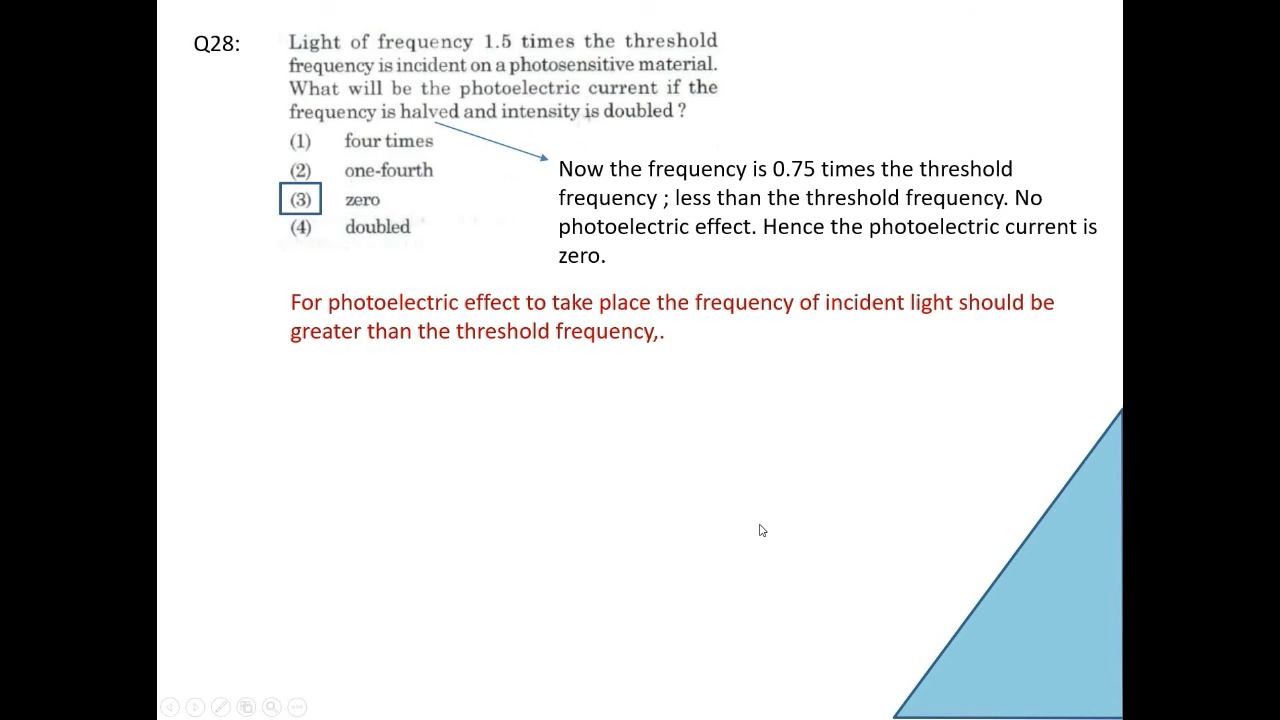 Q28:
Light of frequency 1.5 times the threshold
frequency is incident on a photosensitive material.
What will be the photoelectric current if the
frequency is halved and intensity is doubled ?
(1) four times
(2) one-fourth
(3) zero
(4) doubled
Now the frequency is 0.75 times the threshold
frequency ; less than the threshold frequency. No
photoelectric effect. Hence the photoelectric current is
zero.
For photoelectric effect to take place the frequency of incident light should be
greater than the threshold frequency,.